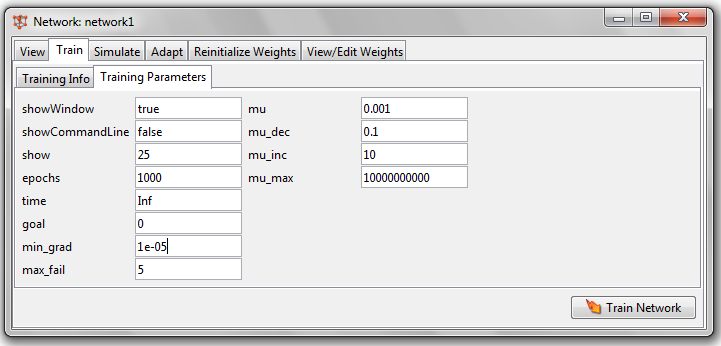 Network: network1
View Train Simulate Adapt Reinitialize Weights View/Edit Weights
Training Info Training Parameters
showWindow true mu 0.001
showCommandLine false mu_dec 0.1
show 25 mu_inc 10
epochs 1000 mu_max 10000000000
time Inf
goal 0
min_grad 1e-05
max_fail 5
Train Network